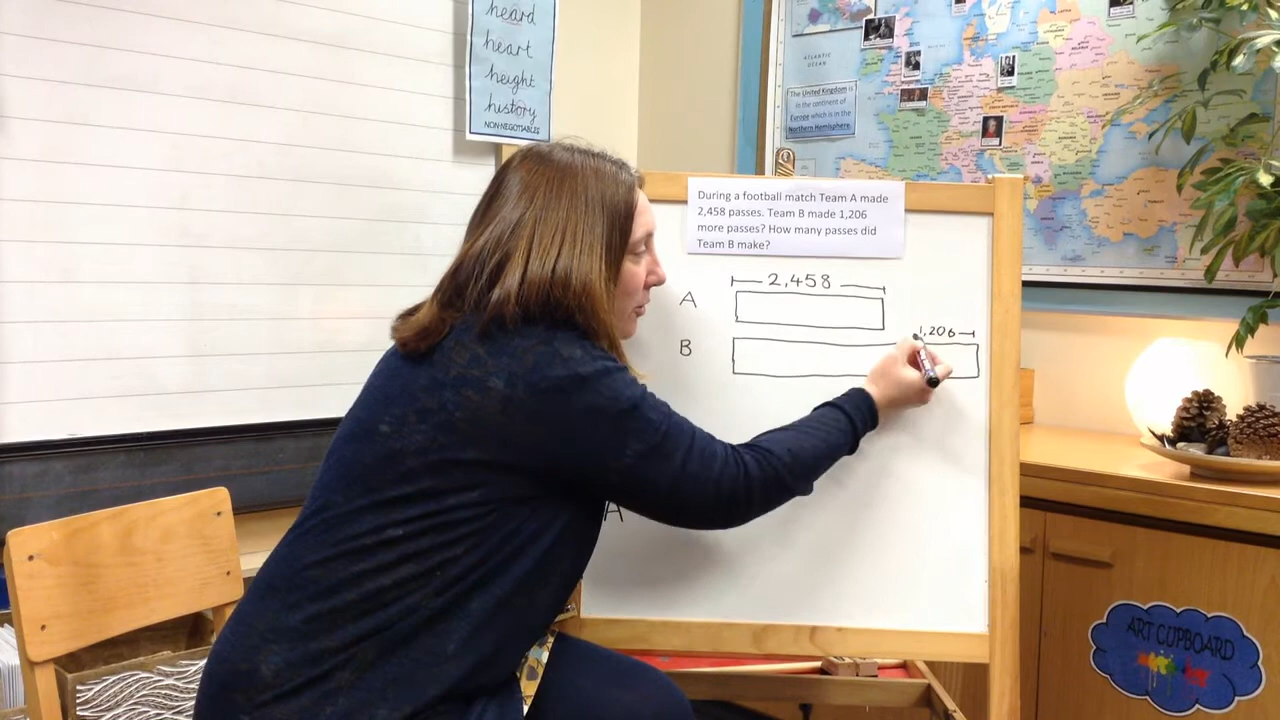 heard
heart
height
history
NON-NEGOTIABLES
ATLANTIC
OCEAN
The United Kingdom is
in the continent of
Europe which is in the
Northern Hemisphere.
During a football match Team A made
2,458 passes. Team B made 1,206
more passes? How many passes did
Team B make?
2,458
A
1,206
B
A
ART CUPBOARD